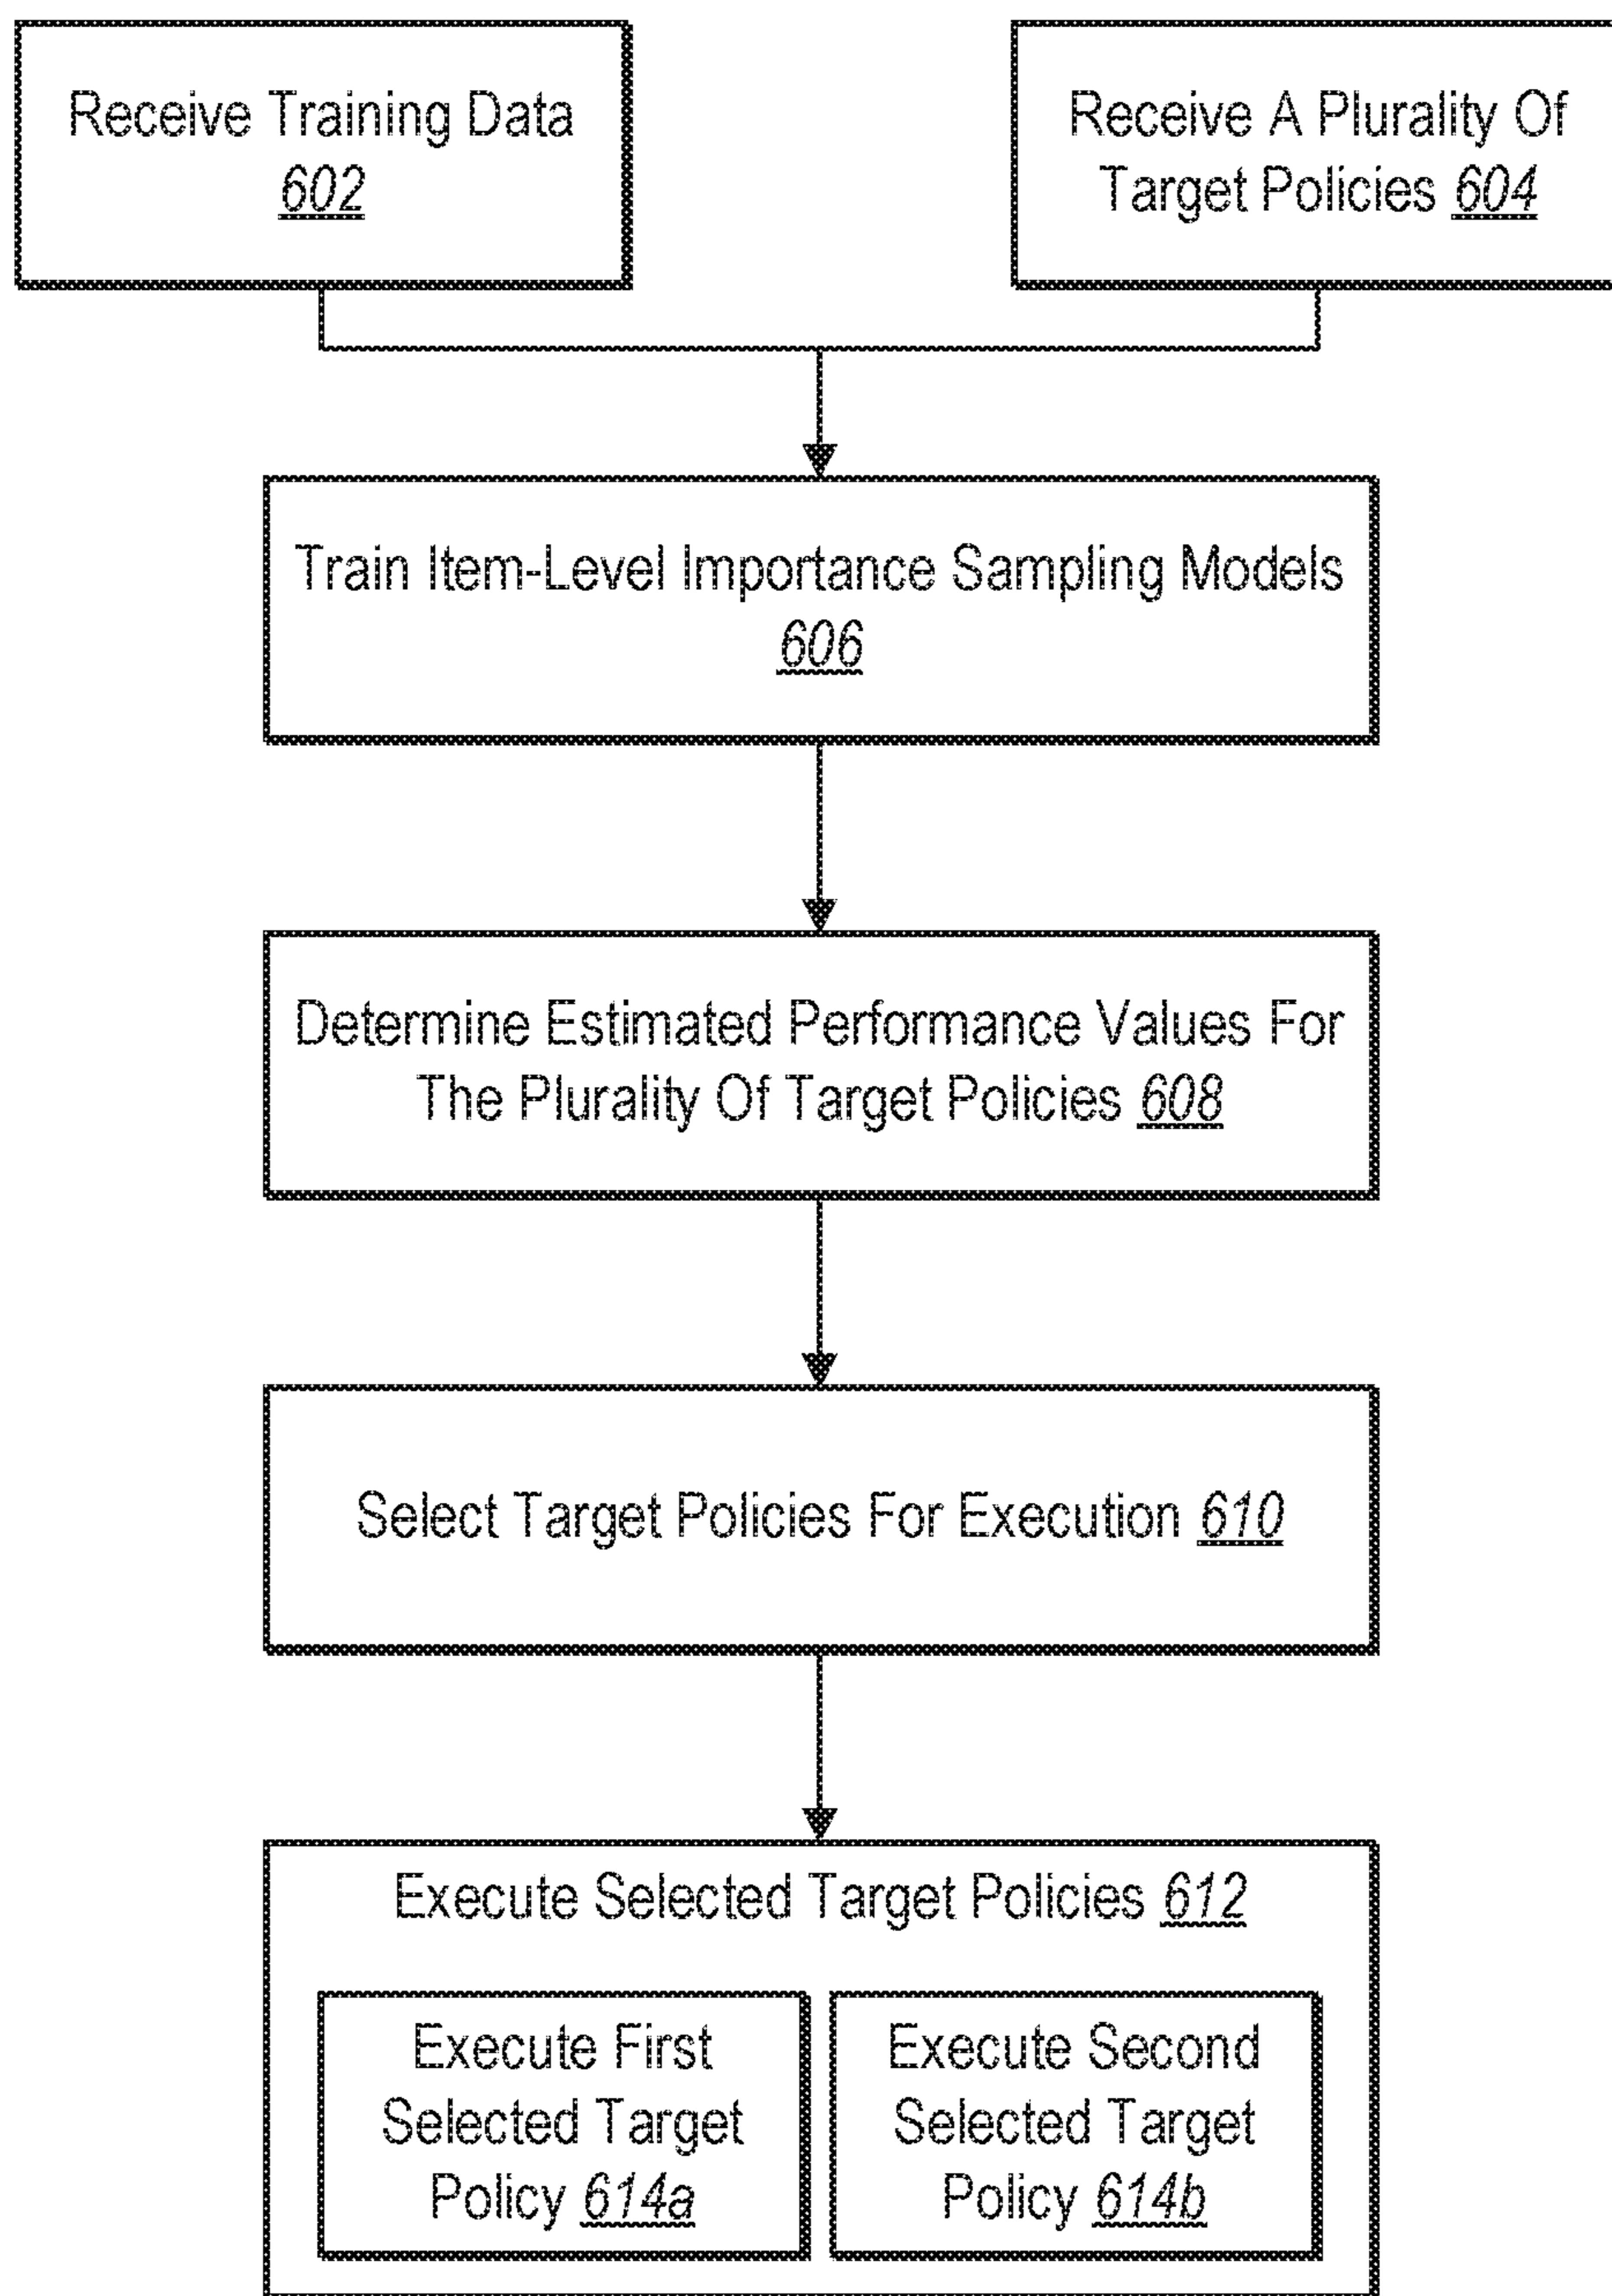 Receive Training Data
602
Receive A Plurality Of
Target Policies 604
Train Item-Level Importance Sampling Models
606
Determine Estimated Performance Values For
The Plurality Of Target Policies 608
Select Target Policies For Execution 610
Execute Selected Target Policies 612
Execute First
Selected Target
Policy 614a
Execute Second
Selected Target
Policy 614b